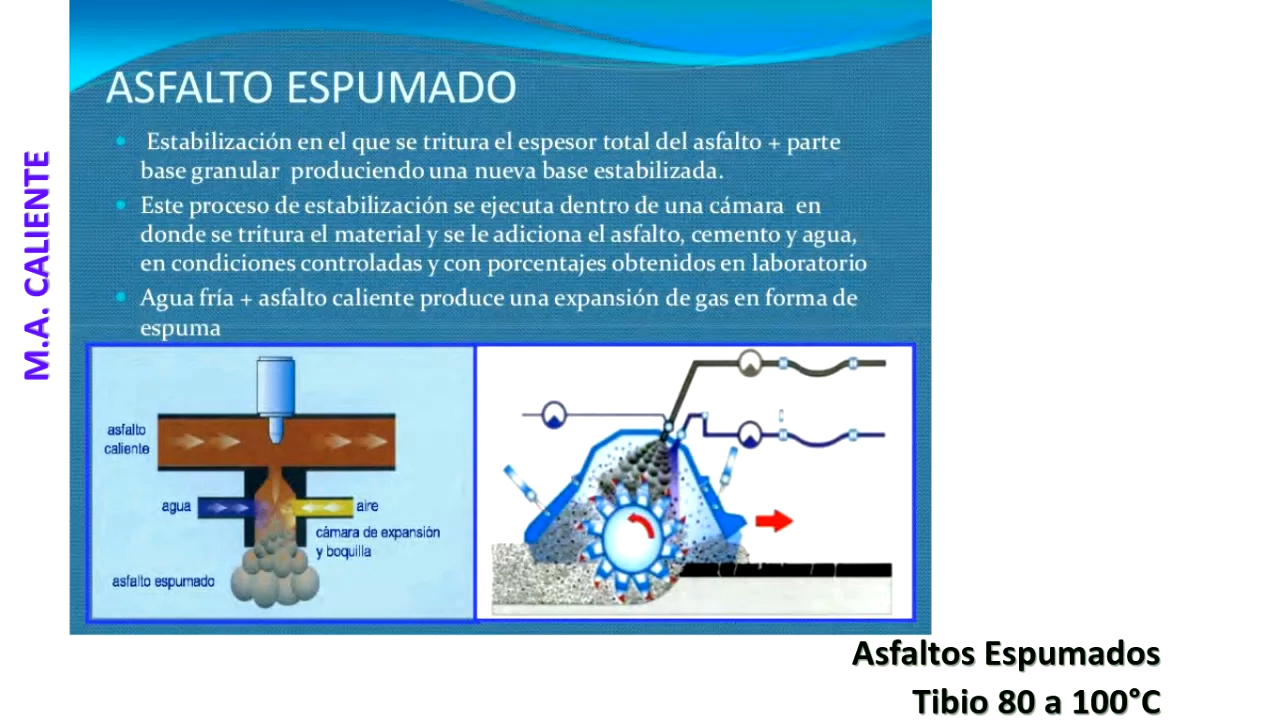 ASFALTO ESPUMADO
M.A. CALIENTE
Estabilización en el que se tritura el espesor total del asfalto + parte
base granular produciendo una nueva base estabilizada.
Este proceso de estabilización se ejecuta dentro de una cámara en
donde se tritura el material y se le adiciona el asfalto, cemento y agua,
en condiciones controladas y con porcentajes obtenidos en laboratorio
Agua fría + asfalto caliente produce una expansión de gas en forma de
espuma
asfalto
caliente
agua
aire
cámara de expansión
y boquilla
asfalto espumado
Asfaltos Espumados
Tibio 80 a 100°C